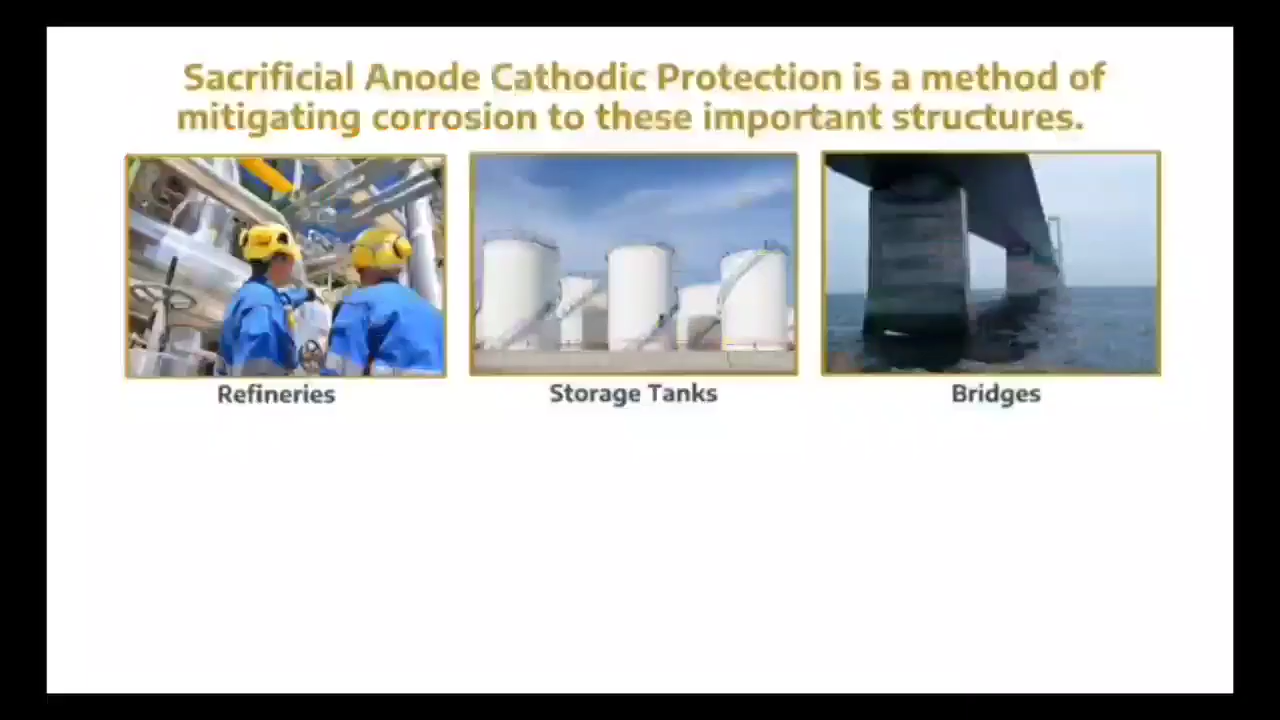 Sacrificial Anode Cathodic Protection is a method of
mitigating corrosion to these important structures.
Refineries
Storage Tanks
Bridges